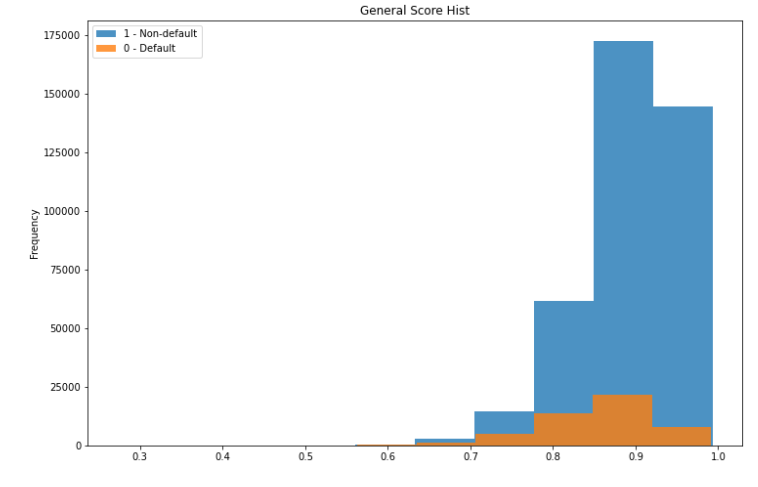 General Score Hist
1 - Non-default
0 - Default
175000
150000
125000
100000
75000
50000
25000
0
Frequency
0.3 0.4 0.5 0.6 0.7 0.8 0.9 1.0